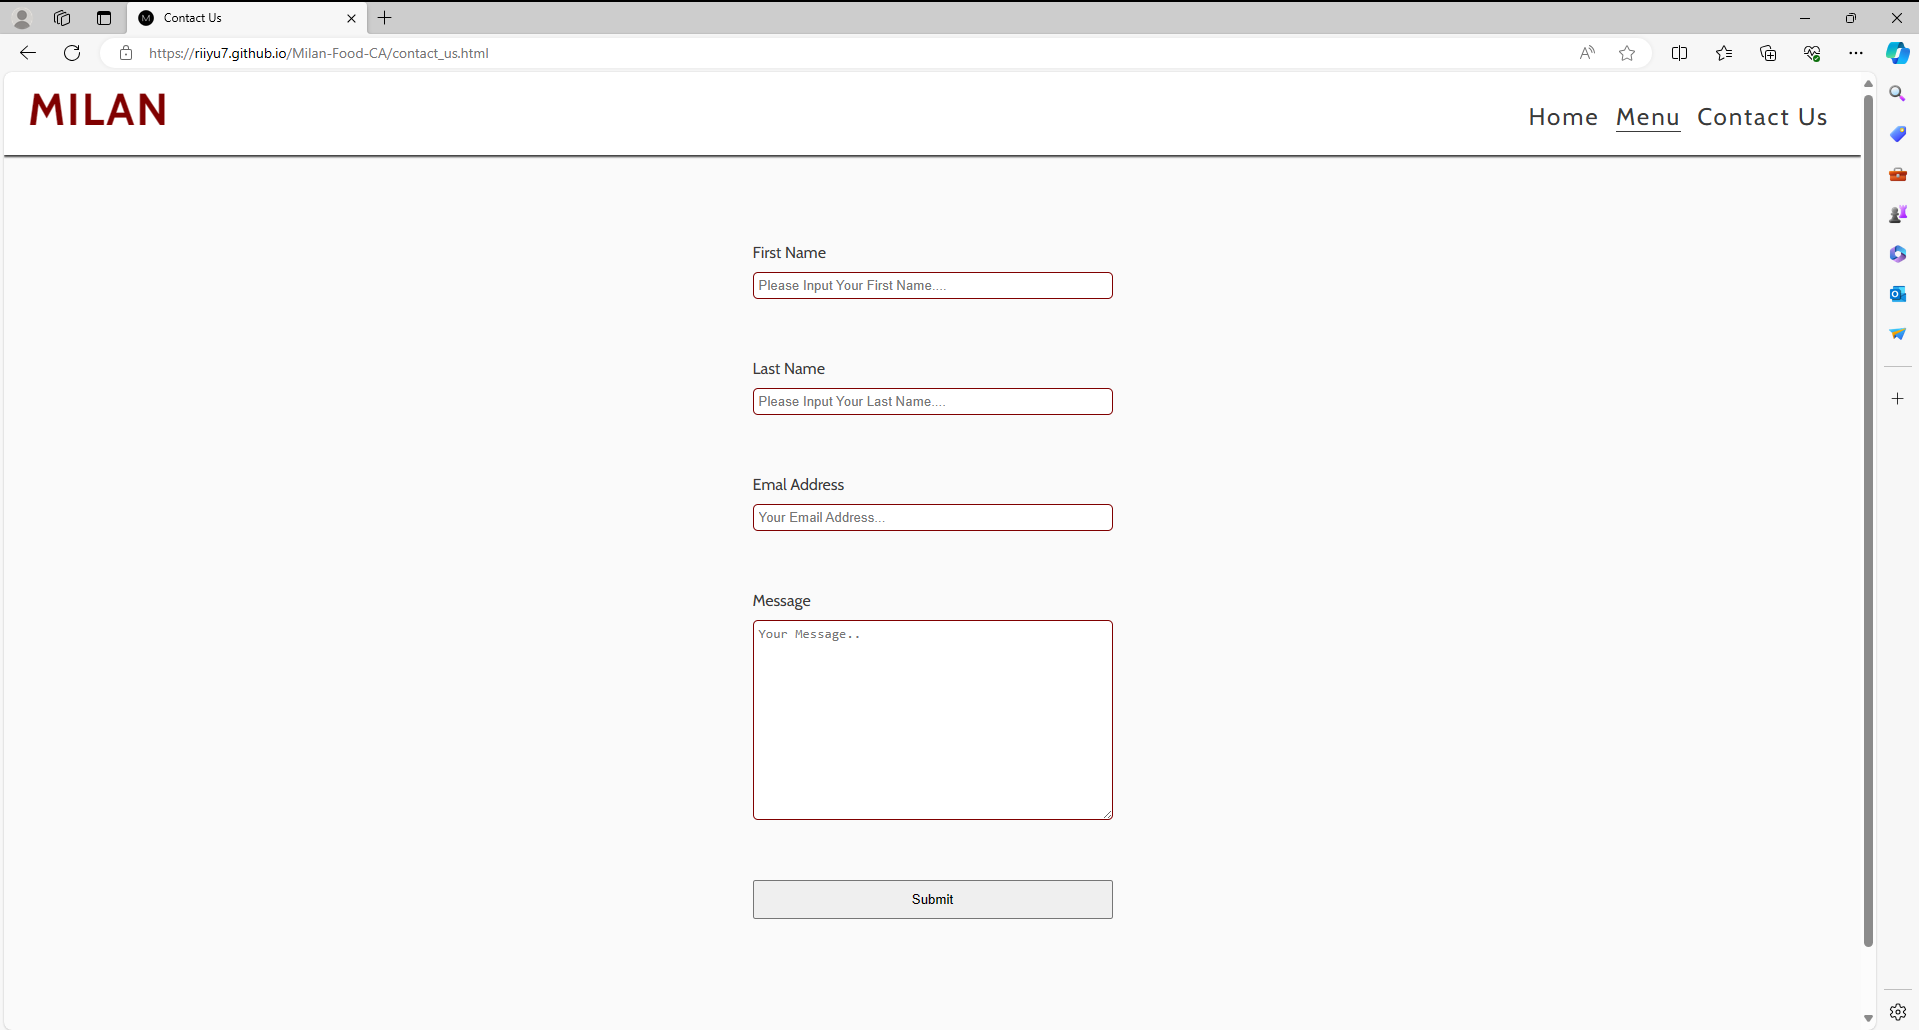 Contact Us
https://riiyu7.github.io/Milan-Food-CA/contact_us.html
MILAN
Home Menu Contact Us
First Name
Please Input Your First Name....
Last Name
Please Input Your Last Name....
Emal Address
Your Email Address...
Message
Your Message..
Submit